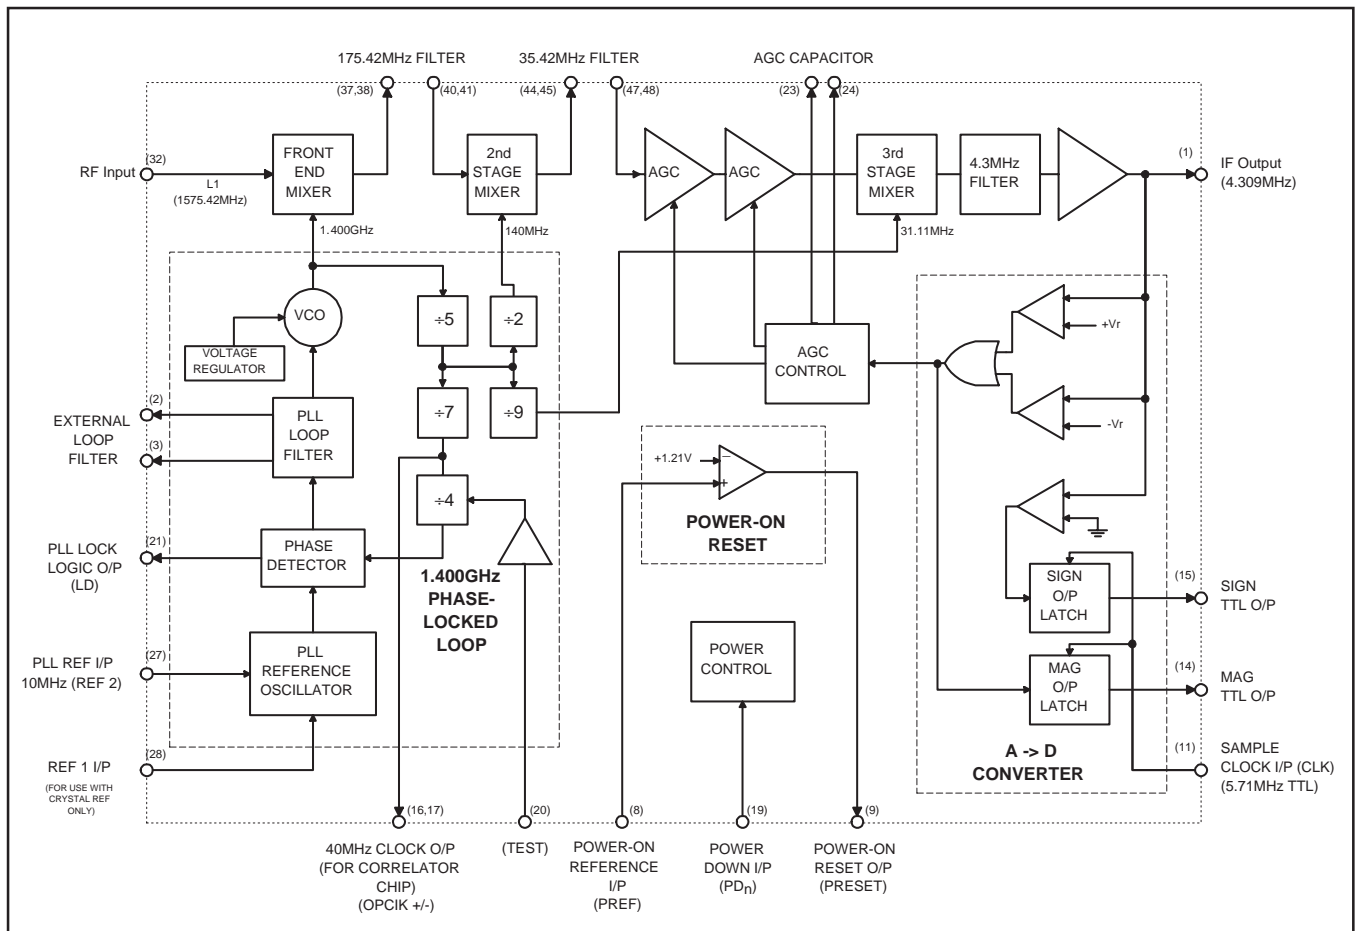 175.42MHz FILTER
35.42MHz FILTER
AGC CAPACITOR
(37,38)
(40,41)
(44,45)
(47,48)
(23)
(24)
RF Input
(32)
L1
(1575.42MHz)
FRONT
END
MIXER
2nd
STAGE
MIXER
AGC
AGC
3rd
STAGE
MIXER
4.3MHz
FILTER
(1)
IF Output
(4.309MHz)
1.400GHz
140MHz
31.11MHz
VCO
VOLTAGE
REGULATOR
÷5
÷2
÷7
÷9
÷4
AGC
CONTROL
+Vr
-Vr
EXTERNAL
LOOP
FILTER
(2)
(3)
PLL
LOOP
FILTER
+1.21V
−
+
POWER-ON
RESET
PLL LOCK
LOGIC O/P
(LD)
(21)
PHASE
DETECTOR
1.400GHz
PHASE-
LOCKED
LOOP
SIGN
O/P
LATCH
(15)
SIGN
TTL O/P
PLL REF I/P
10MHz (REF 2)
(27)
PLL
REFERENCE
OSCILLATOR
POWER
CONTROL
MAG
O/P
LATCH
(14)
MAG
TTL O/P
REF 1 I/P
(FOR USE WITH
CRYSTAL REF
ONLY)
(28)
A -> D
CONVERTER
(11)
SAMPLE
CLOCK I/P (CLK)
(5.71MHz TTL)
(16,17)
(20)
(8)
(19)
(9)
40MHz CLOCK O/P
(FOR CORRELATOR
CHIP)
(OPCIK +/-)
(TEST)
POWER-ON
REFERENCE
I/P
(PREF)
POWER
DOWN I/P
(PDn)
POWER-ON
RESET O/P
(PRESET)